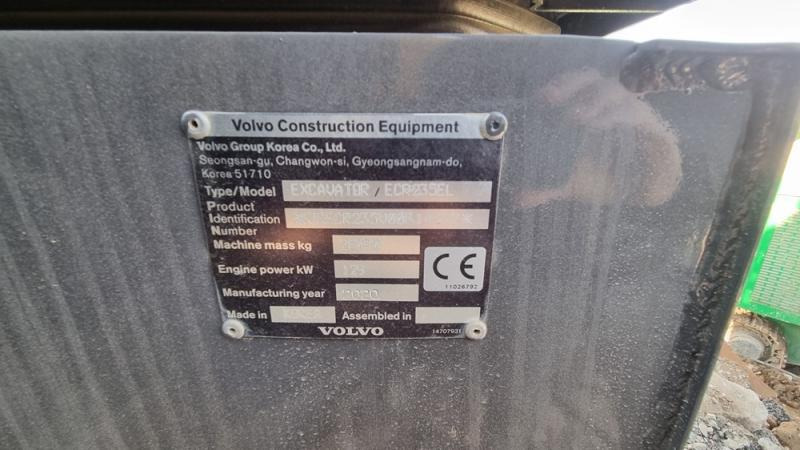 Volvo Construction Equipment
Volvo Group Korea Co., Ltd.
Seongsan-gu, Changwon-si, Gyeongsangnam-do,
Korea 51710
Type/Model EXCAVATOR / ECR235EL
Product
Identification
Number
Machine mass kg
Engine power kW
Manufacturing year 2020
Made in KOREA Assembled in
CE
11026792
VOLVO
14707931